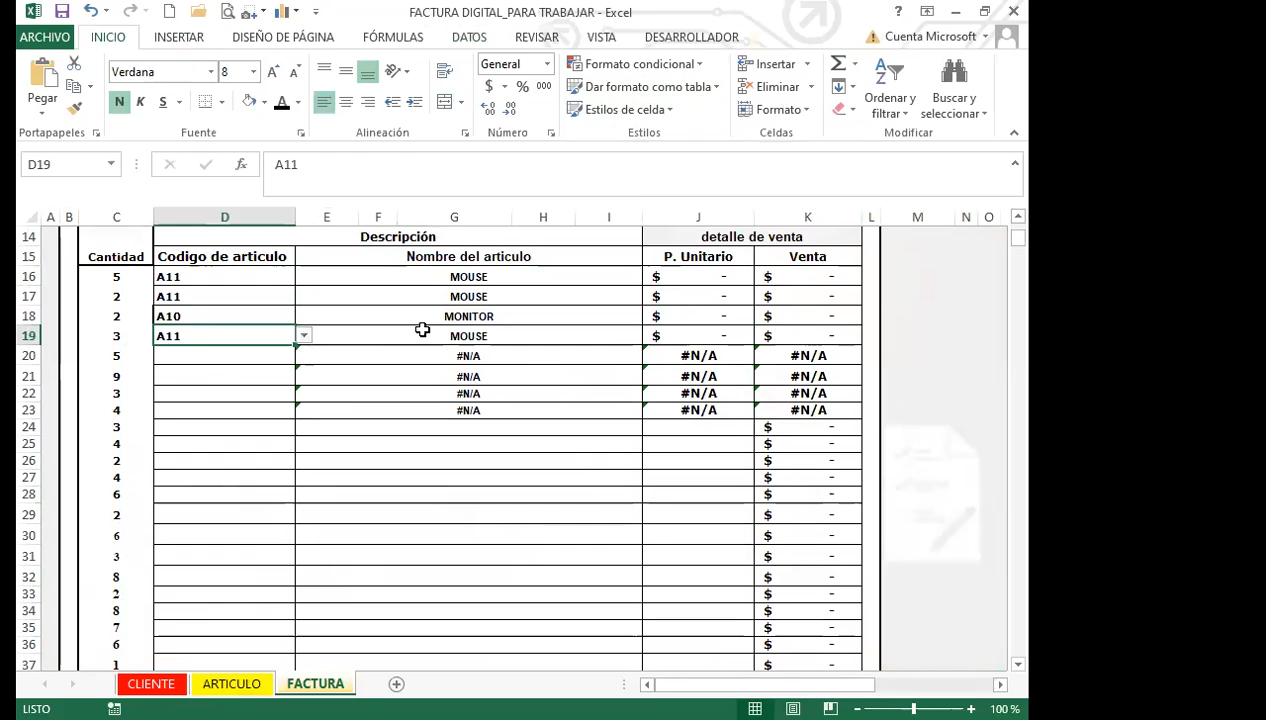 FACTURA DIGITAL_PARA TRABAJAR - Excel
ARCHIVO INICIO INSERTAR DISEÑO DE PÁGINA FÓRMULAS DATOS REVISAR VISTA DESARROLLADOR Cuenta Microsoft
Pegar Verdana 8 General Formato condicional Insertar
Dar formato como tabla Eliminar Ordenar y filtrar Buscar y seleccionar
N K S $ % 000 Estilos de celda Formato
Portapapeles Fuente Alineación Número Estilos Celdas Modificar
D19 fx A11
A B C D E F G H I J K L M N O
14 Descripción detalle de venta
15 Cantidad Codigo de articulo Nombre del articulo P. Unitario Venta
16 5 A11 MOUSE $ - $ -
17 2 A11 MOUSE $ - $ -
18 2 A10 MONITOR $ - $ -
19 3 A11 MOUSE $ - $ -
20 5 #N/A #N/A #N/A
21 9 #N/A #N/A #N/A
22 3 #N/A #N/A #N/A
23 4 #N/A #N/A #N/A
24 3 $ -
25 4 $ -
26 2 $ -
27 4 $ -
28 6 $ -
29 2 $ -
30 6 $ -
31 3 $ -
32 8 $ -
33 2 $ -
34 8 $ -
35 7 $ -
36 6 $ -
37 1 $ -
CLIENTE ARTICULO FACTURA
LISTO 100 %